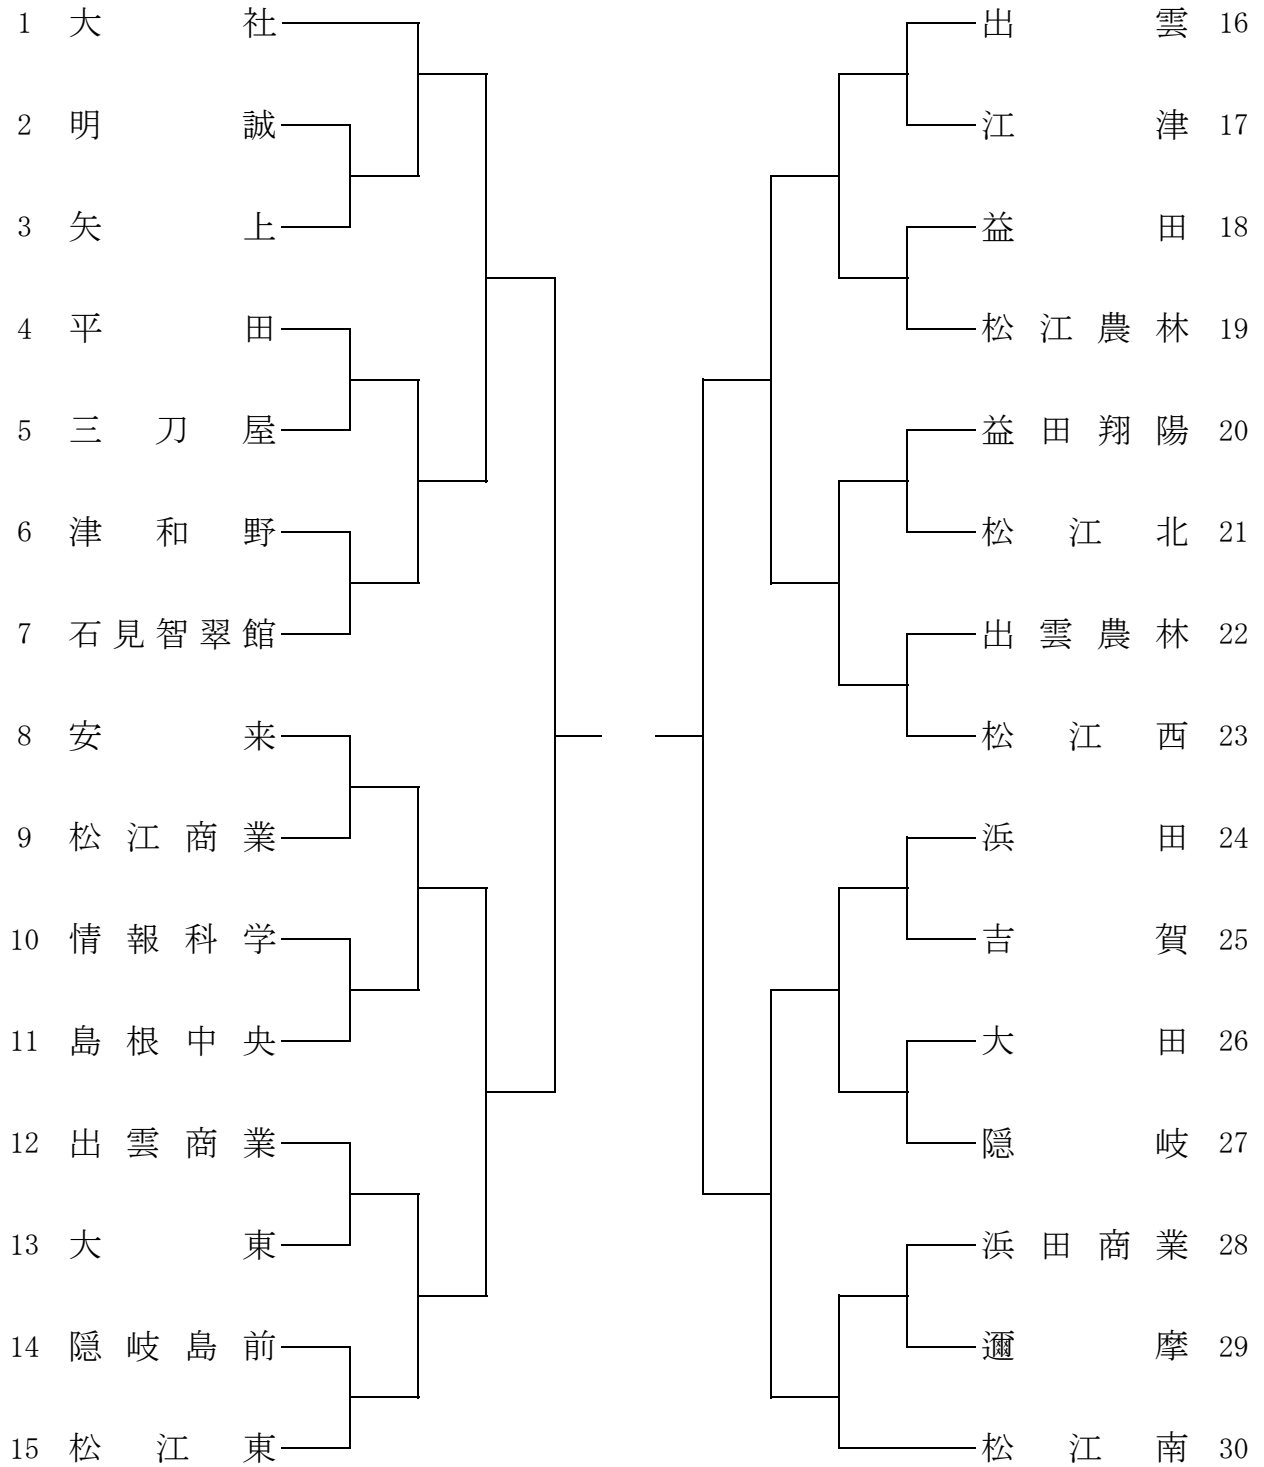 1 大社
2 明誠
3 矢上
4 平田
5 三刀屋
6 津和野
7 石見智翠館
8 安来
9 松江商業
10 情報科学
11 島根中央
12 出雲商業
13 大東
14 隠岐島前
15 松江東
出雲 16
江津 17
益田 18
松江農林 19
益田翔陽 20
松江北 21
出雲農林 22
松江西 23
浜田 24
吉賀 25
大田 26
隠岐 27
浜田商業 28
邇摩 29
松江南 30